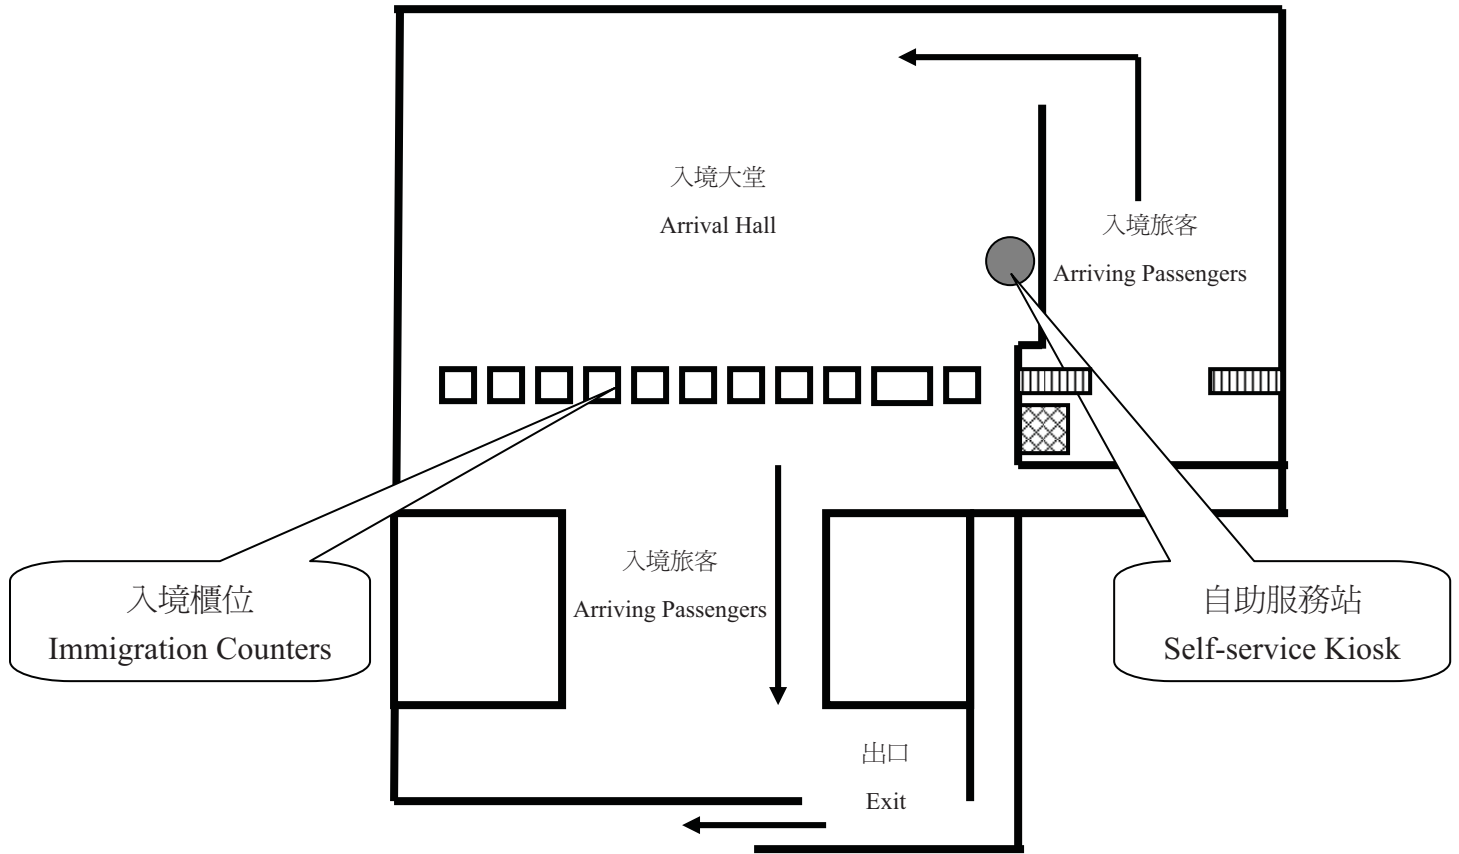 入境大堂
Arrival Hall
入境旅客
Arriving Passengers
入境旅客
Arriving Passengers
入境櫃位
Immigration Counters
自助服務站
Self-service Kiosk
出口
Exit